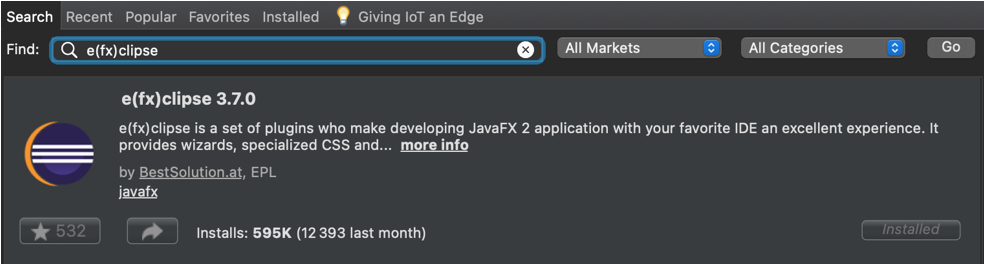 Search Recent Popular Favorites Installed Giving IoT an Edge
Find: e(fx)clipse All Markets All Categories Go
e(fx)clipse 3.7.0
e(fx)clipse is a set of plugins who make developing JavaFX 2 application with your favorite IDE an excellent experience. It
provides wizards, specialized CSS and... more info
by BestSolution.at, EPL
javafx
532 Installs: 595K (12 393 last month) Installed